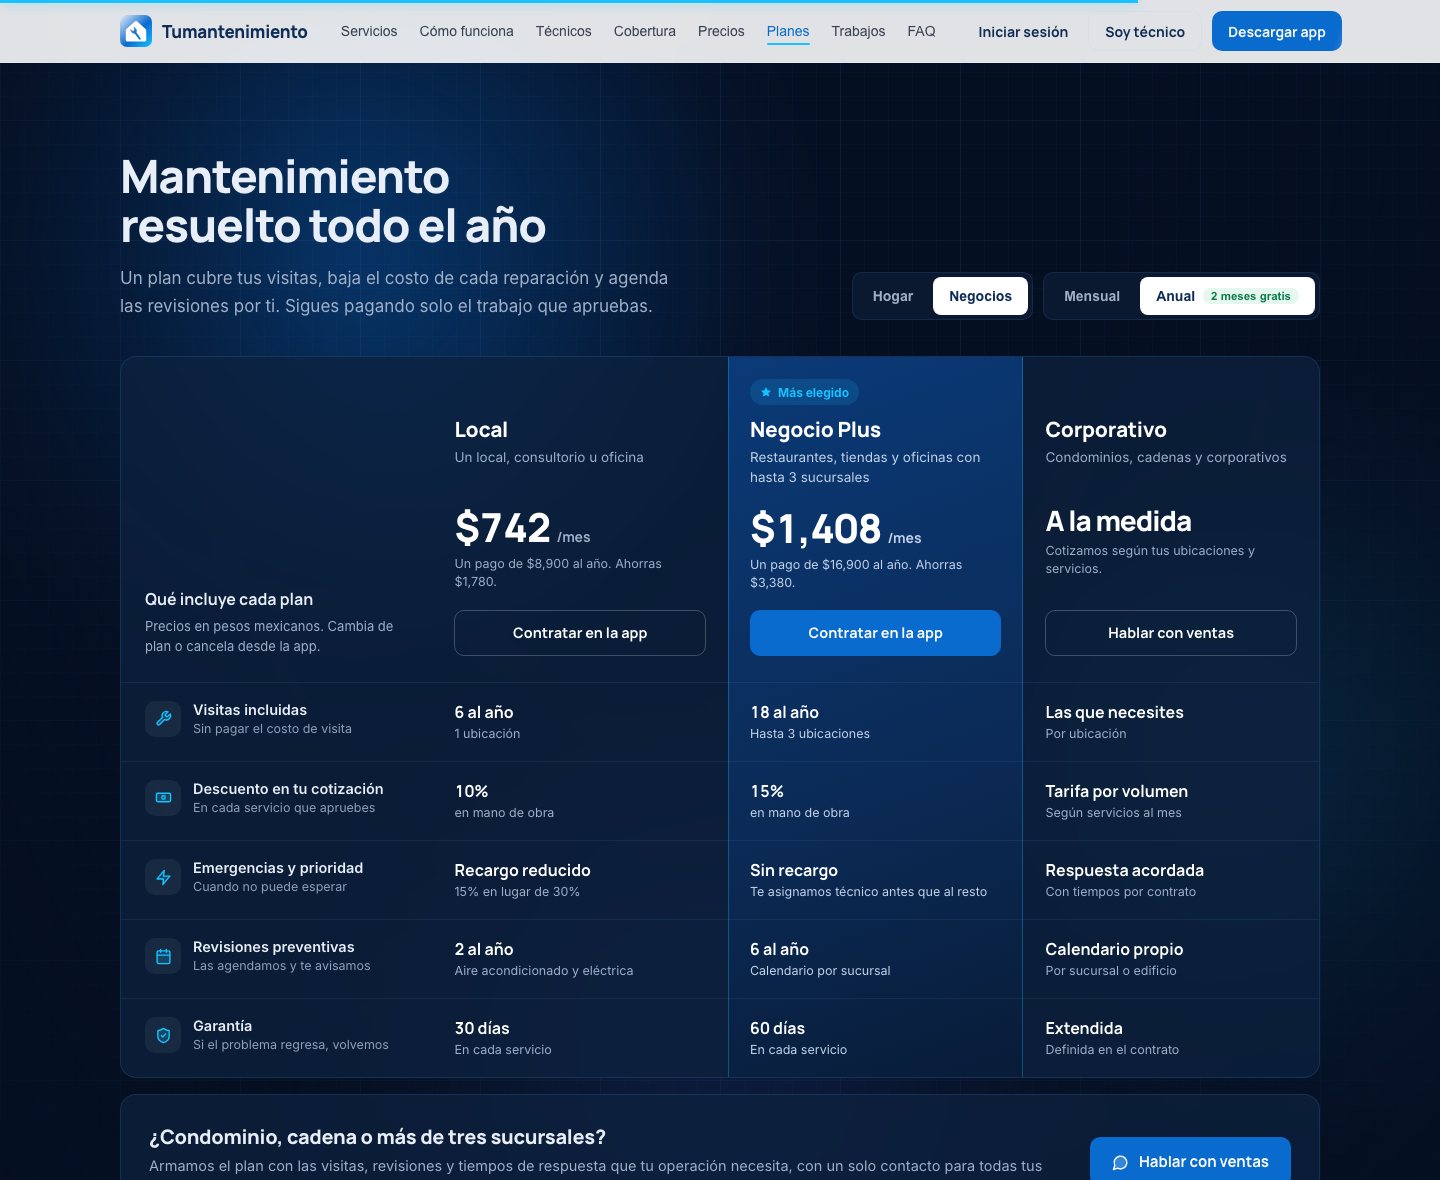 Tumantenimiento
Servicios Cómo funciona Técnicos Cobertura Precios Planes Trabajos FAQ
Iniciar sesión Soy técnico Descargar app
Mantenimiento
resuelto todo el año
Un plan cubre tus visitas, baja el costo de cada reparación y agenda
las revisiones por ti. Sigues pagando solo el trabajo que apruebas.
Hogar Negocios Mensual Anual 2 meses gratis
Qué incluye cada plan
Precios en pesos mexicanos. Cambia de
plan o cancela desde la app.
Local
Un local, consultorio u oficina
$742 /mes
Un pago de $8,900 al año. Ahorras
$1,780.
Contratar en la app
Más elegido
Negocio Plus
Restaurantes, tiendas y oficinas con
hasta 3 sucursales
$1,408 /mes
Un pago de $16,900 al año. Ahorras
$3,380.
Contratar en la app
Corporativo
Condominios, cadenas y corporativos
A la medida
Cotizamos según tus ubicaciones y
servicios.
Hablar con ventas
Visitas incluidas
Sin pagar el costo de visita
6 al año
1 ubicación
18 al año
Hasta 3 ubicaciones
Las que necesites
Por ubicación
Descuento en tu cotización
En cada servicio que apruebes
10%
en mano de obra
15%
en mano de obra
Tarifa por volumen
Según servicios al mes
Emergencias y prioridad
Cuando no puede esperar
Recargo reducido
15% en lugar de 30%
Sin recargo
Te asignamos técnico antes que al resto
Respuesta acordada
Con tiempos por contrato
Revisiones preventivas
Las agendamos y te avisamos
2 al año
Aire acondicionado y eléctrica
6 al año
Calendario por sucursal
Calendario propio
Por sucursal o edificio
Garantía
Si el problema regresa, volvemos
30 días
En cada servicio
60 días
En cada servicio
Extendida
Definida en el contrato
¿Condominio, cadena o más de tres sucursales?
Armamos el plan con las visitas, revisiones y tiempos de respuesta que tu operación necesita, con un solo contacto para todas tus
Hablar con ventas